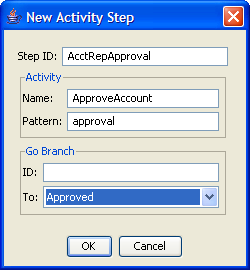 New Activity Step
Step ID: AcctRepApproval
Activity
Name: ApproveAccount
Pattern: approval
Go Branch
ID:
To: Approved
OK Cancel